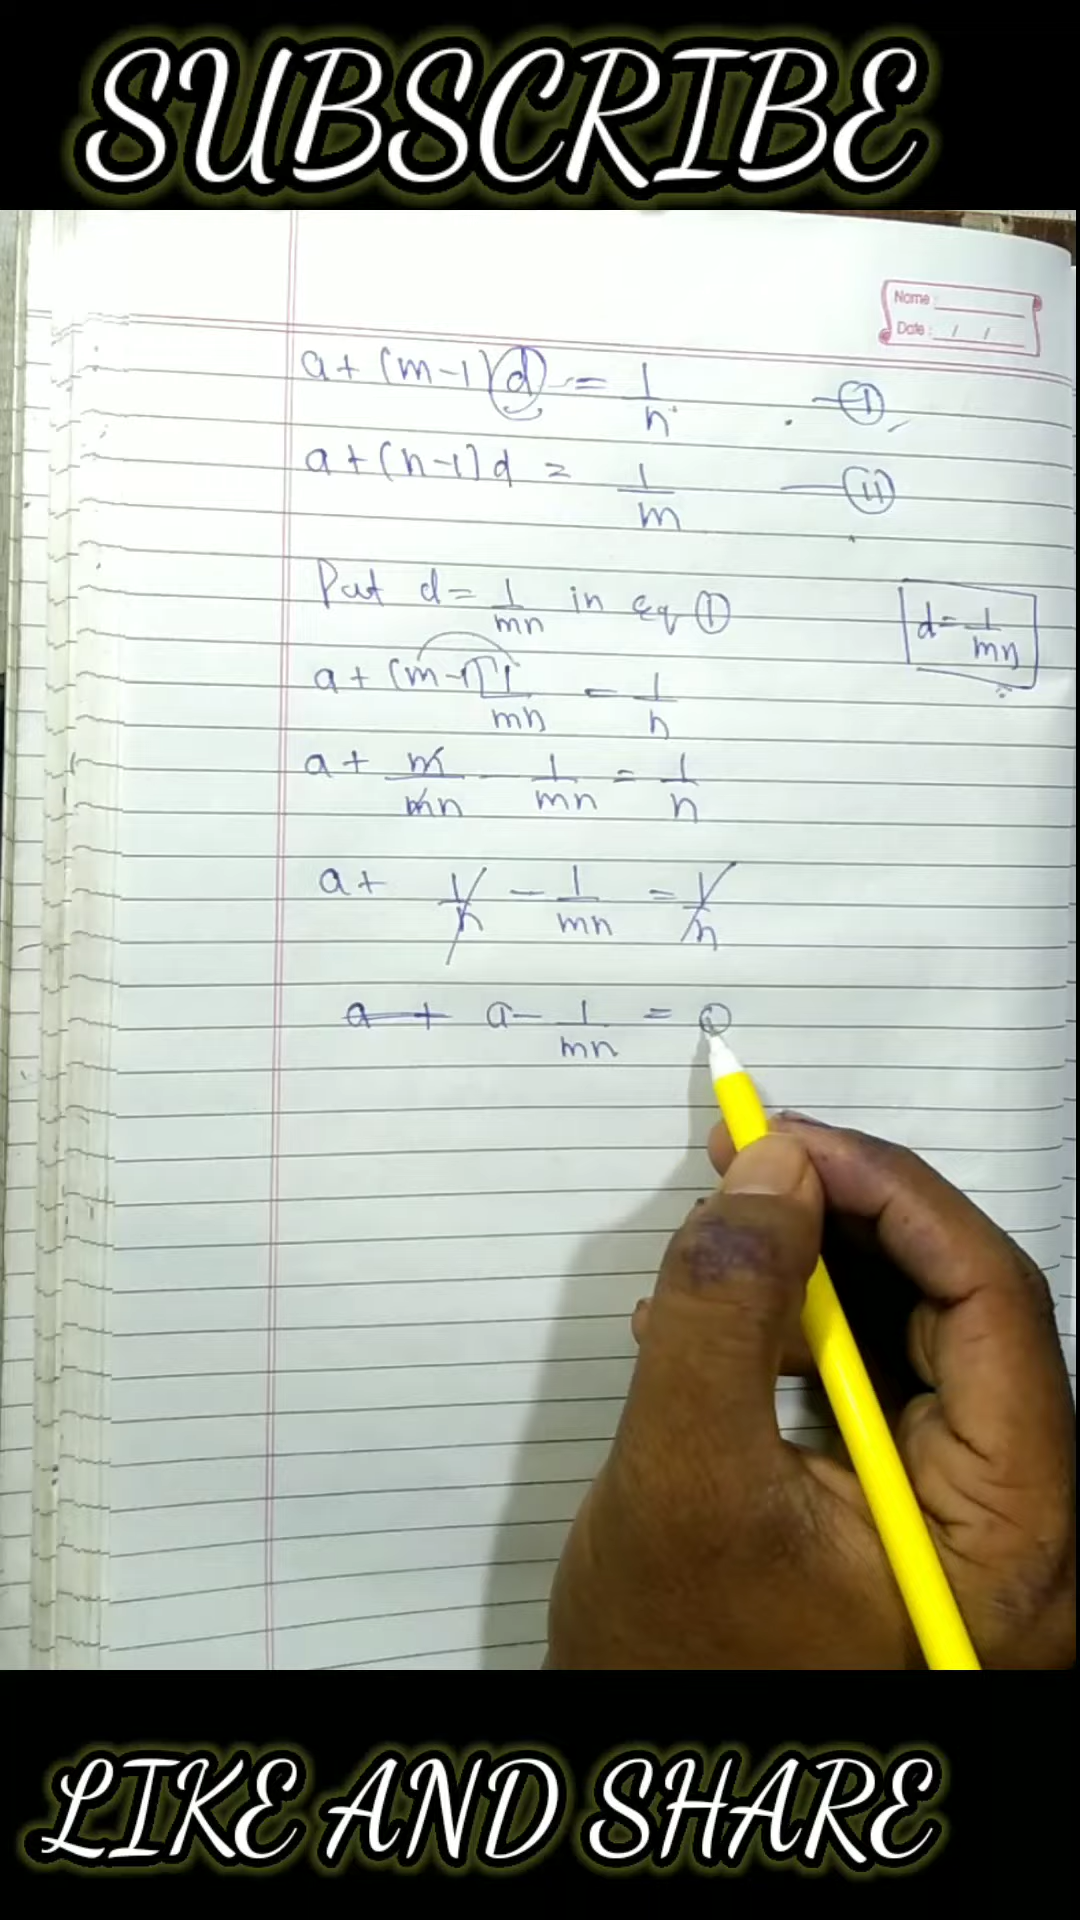 SUBSCRIBE
Name :
Date : / /
a + (m-1)d = 1/n — (I)
a + (n-1)d = 1/m — (ii)
Put d = 1/mn in eq (I)
d = 1/mn
a + (m-1) 1/mn = 1/n
a + m/mn - 1/mn = 1/n
a + 1/n - 1/mn = 1/n
a + a - 1/mn =
LIKE AND SHARE